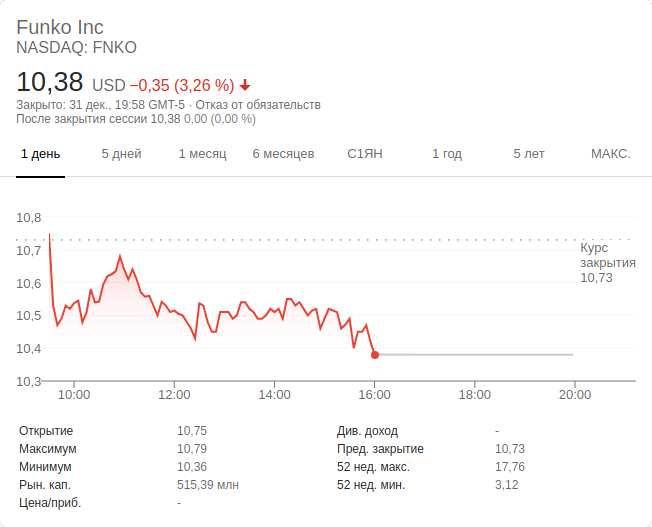 Funko Inc
NASDAQ: FNKO
10,38 USD −0,35 (3,26 %)
Закрыто: 31 дек., 19:58 GMT-5 · Отказ от обязательств
После закрытия сессии 10,38 0,00 (0,00 %)
1 день 5 дней 1 месяц 6 месяцев С1ЯН 1 год 5 лет МАКС.
10,8
10,7
10,6
10,5
10,4
10,3
Курс
закрытия
10,73
10:00 12:00 14:00 16:00 18:00 20:00
Открытие 10,75 Див. доход -
Максимум 10,79 Пред. закрытие 10,73
Минимум 10,36 52 нед. макс. 17,76
Рын. кап. 515,39 млн 52 нед. мин. 3,12
Цена/приб. -